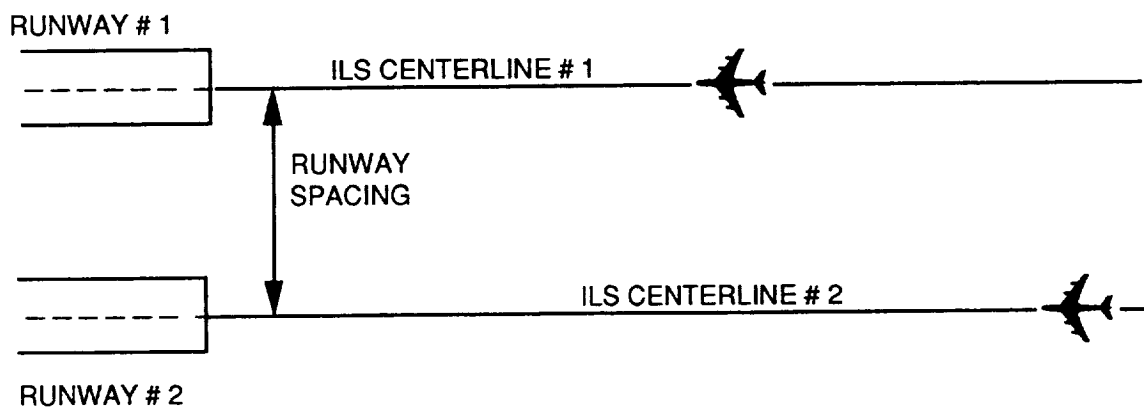 RUNWAY # 1
ILS CENTERLINE # 1
RUNWAY
SPACING
ILS CENTERLINE # 2
RUNWAY # 2